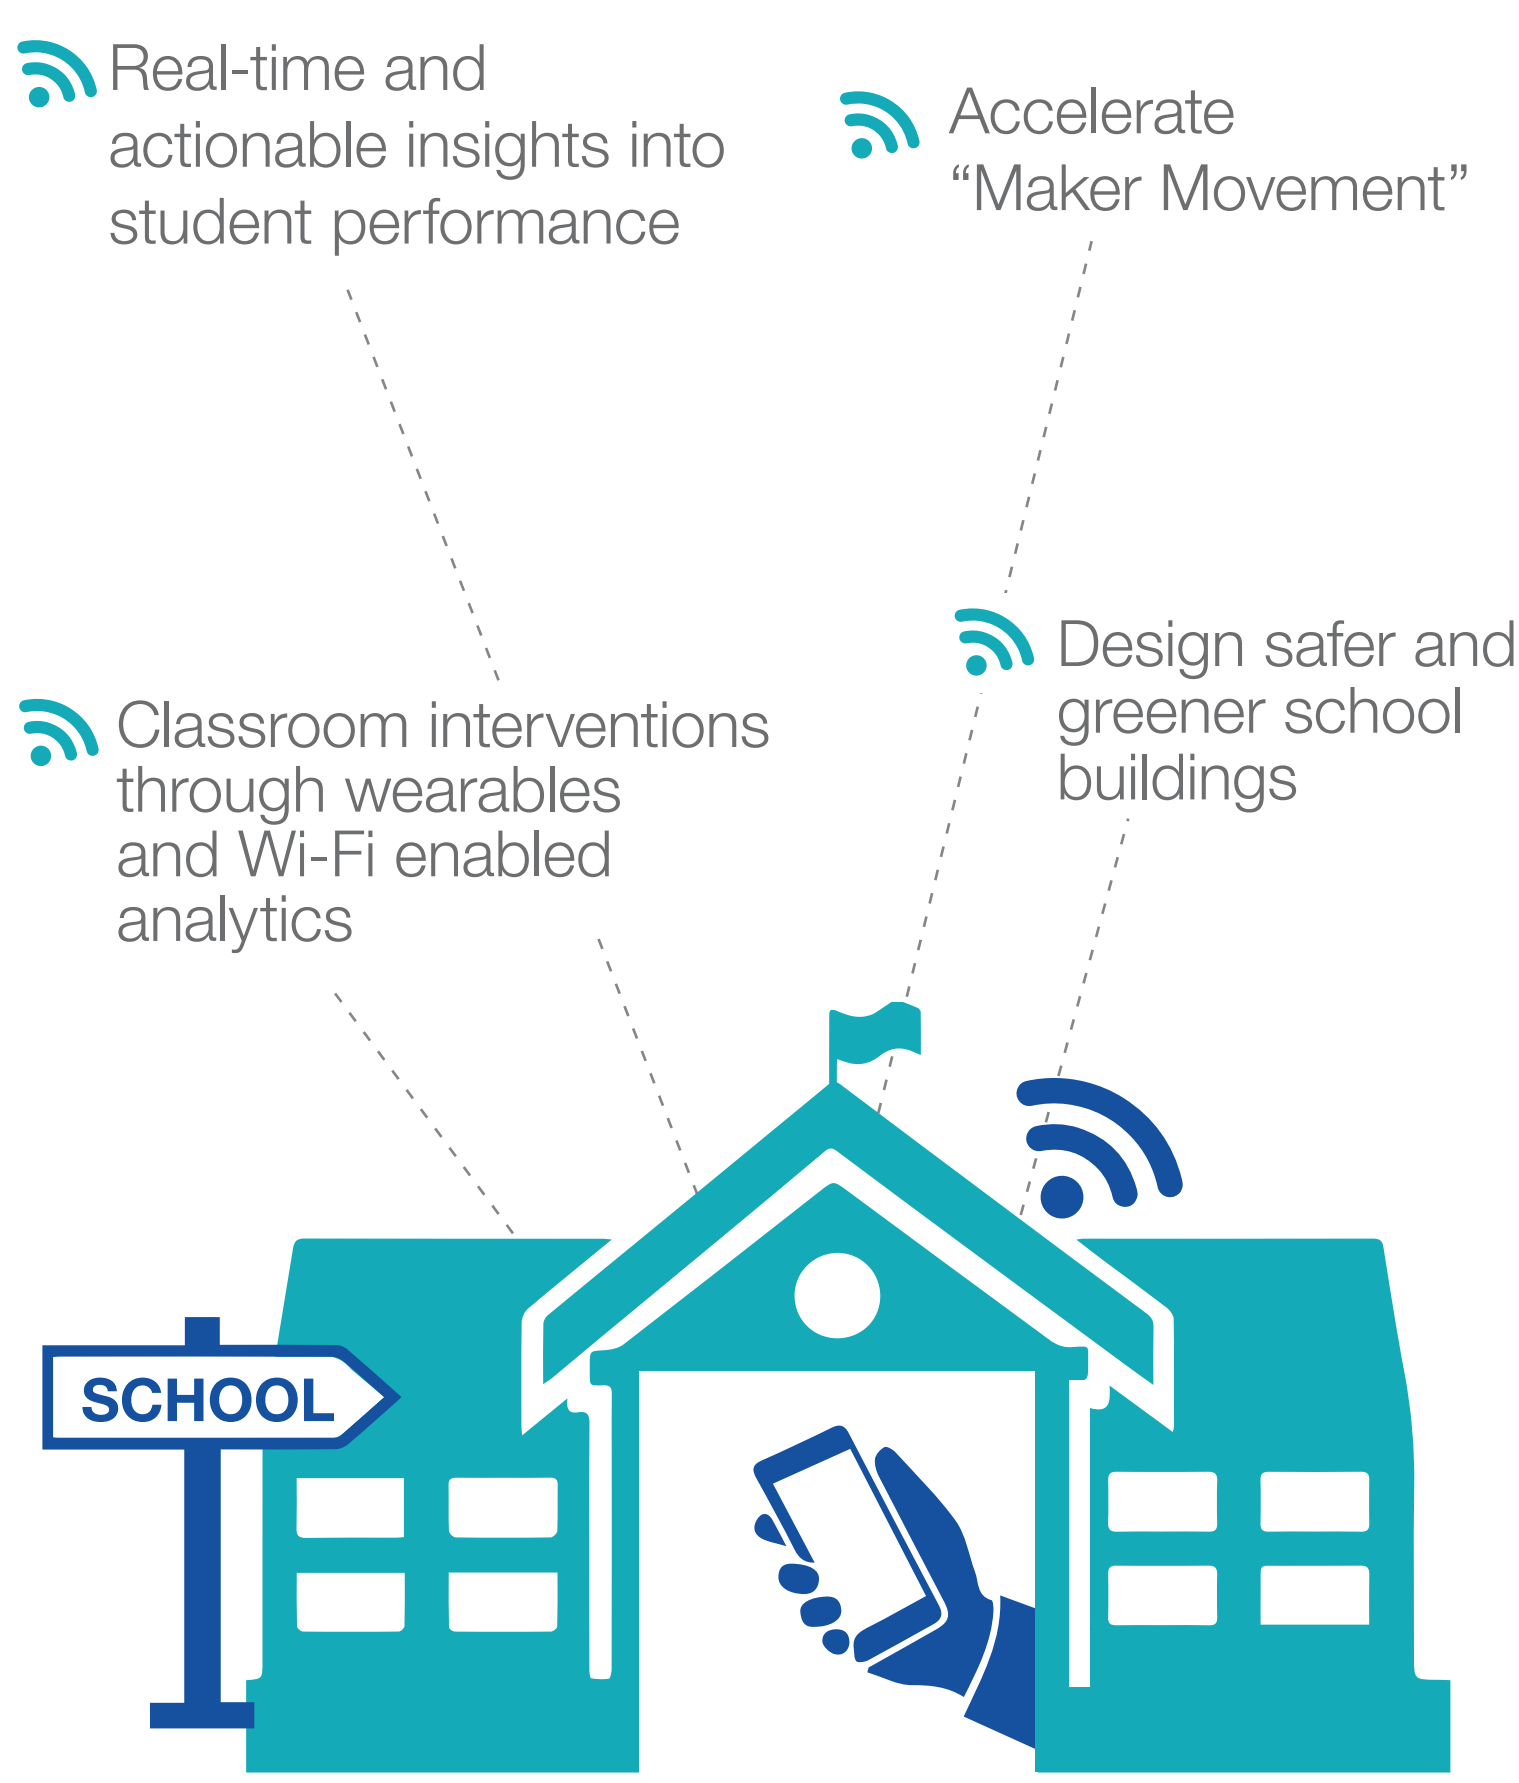 Real-time and
actionable insights into
student performance
Accelerate
“Maker Movement”
Classroom interventions
through wearables
and Wi-Fi enabled
analytics
Design safer and
greener school
buildings
SCHOOL